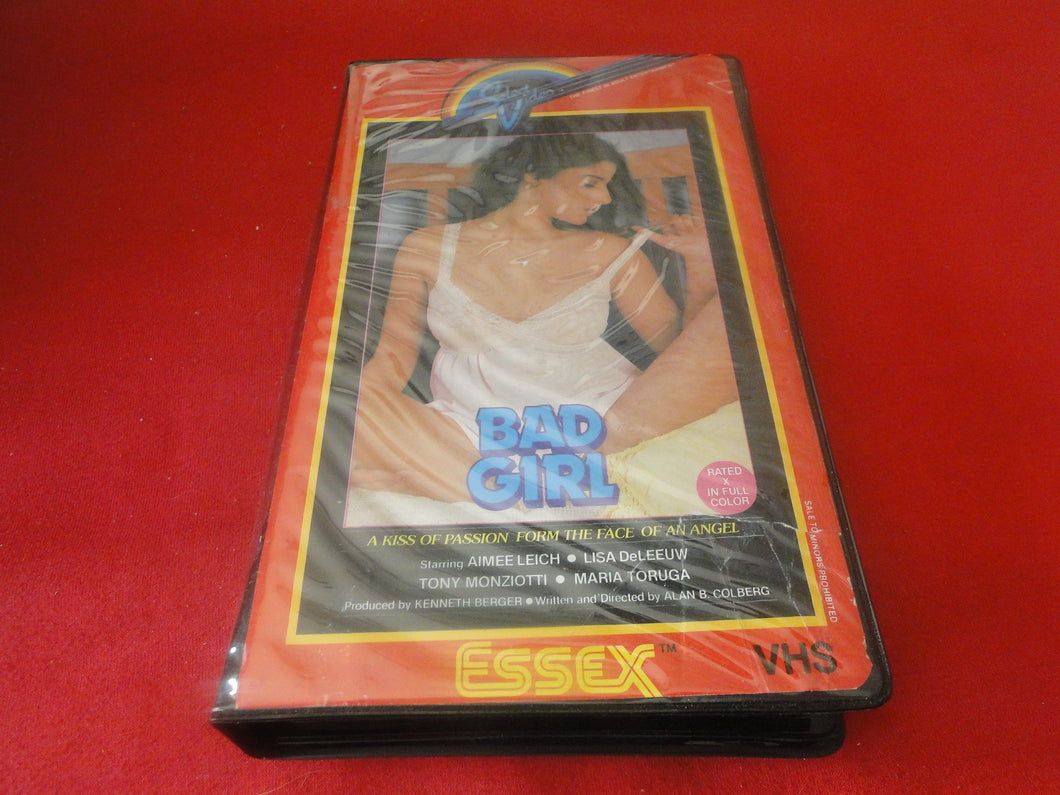 Video
BAD
GIRL
RATED
X
IN FULL
COLOR
A KISS OF PASSION FORM THE FACE OF AN ANGEL
Starring AIMEE LEICH • LISA DeLEEUW
TONY MONZIOTTI • MARIA TORUGA
Produced by KENNETH BERGER • Written and Directed by ALAN B. COLBERG
SALE TO MINORS PROHIBITED
ESSEX™
VHS